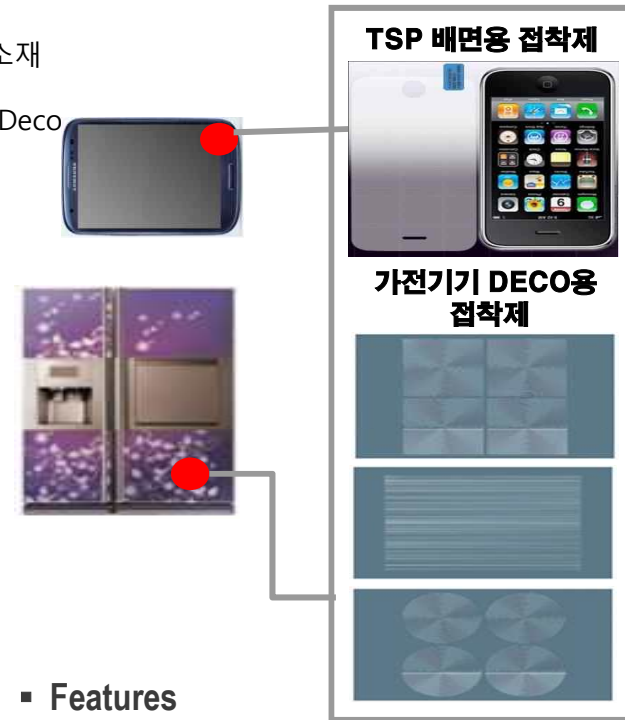 소재
Deco
TSP 배면용 접착제
SAMSUNG
가전기기 DECO용
접착제
▪ Features